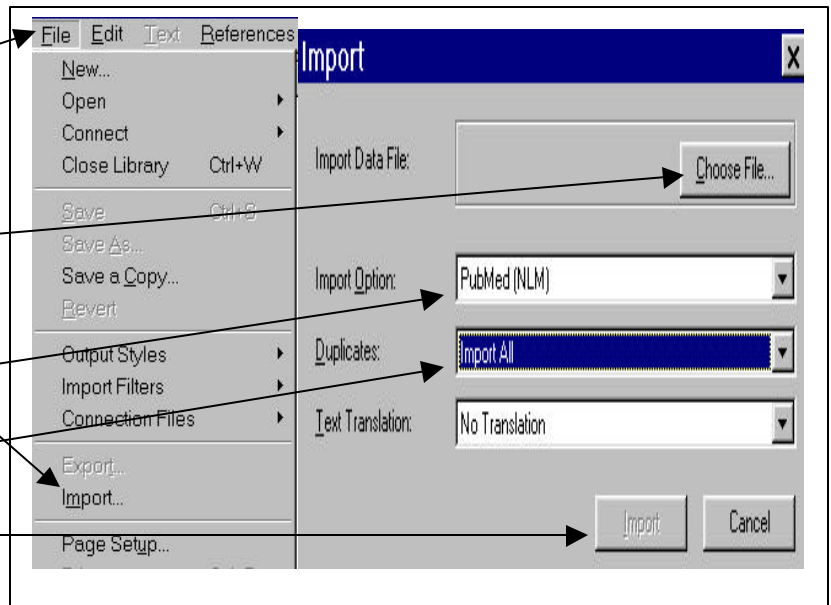 File Edit Text References
New...
Open
Connect
Close Library Ctrl+W
Save Ctrl+S
Save As...
Save a Copy...
Revert
Output Styles
Import Filters
Connection Files
Export...
Import...
Page Setup...
Import
Import Data File:
Choose File...
Import Option:
PubMed (NLM)
Duplicates:
Import All
Text Translation:
No Translation
Import
Cancel